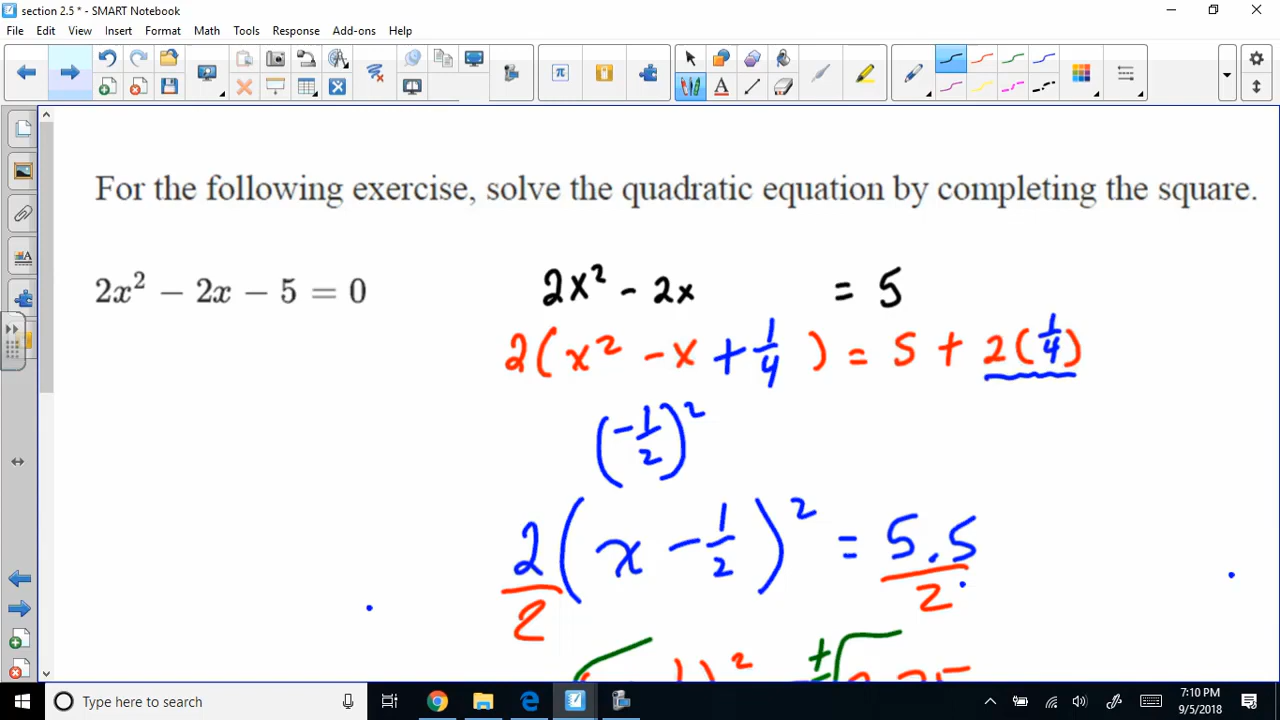 section 2.5 * - SMART Notebook
File Edit View Insert Format Math Tools Response Add-ons Help
For the following exercise, solve the quadratic equation by completing the square.
2x² − 2x − 5 = 0
2x² - 2x = 5
2(x² - x + 1/4) = 5 + 2(1/4)
(-1/2)²
2(x - 1/2)² = 5.5
2 2
Type here to search
7:10 PM
9/5/2018